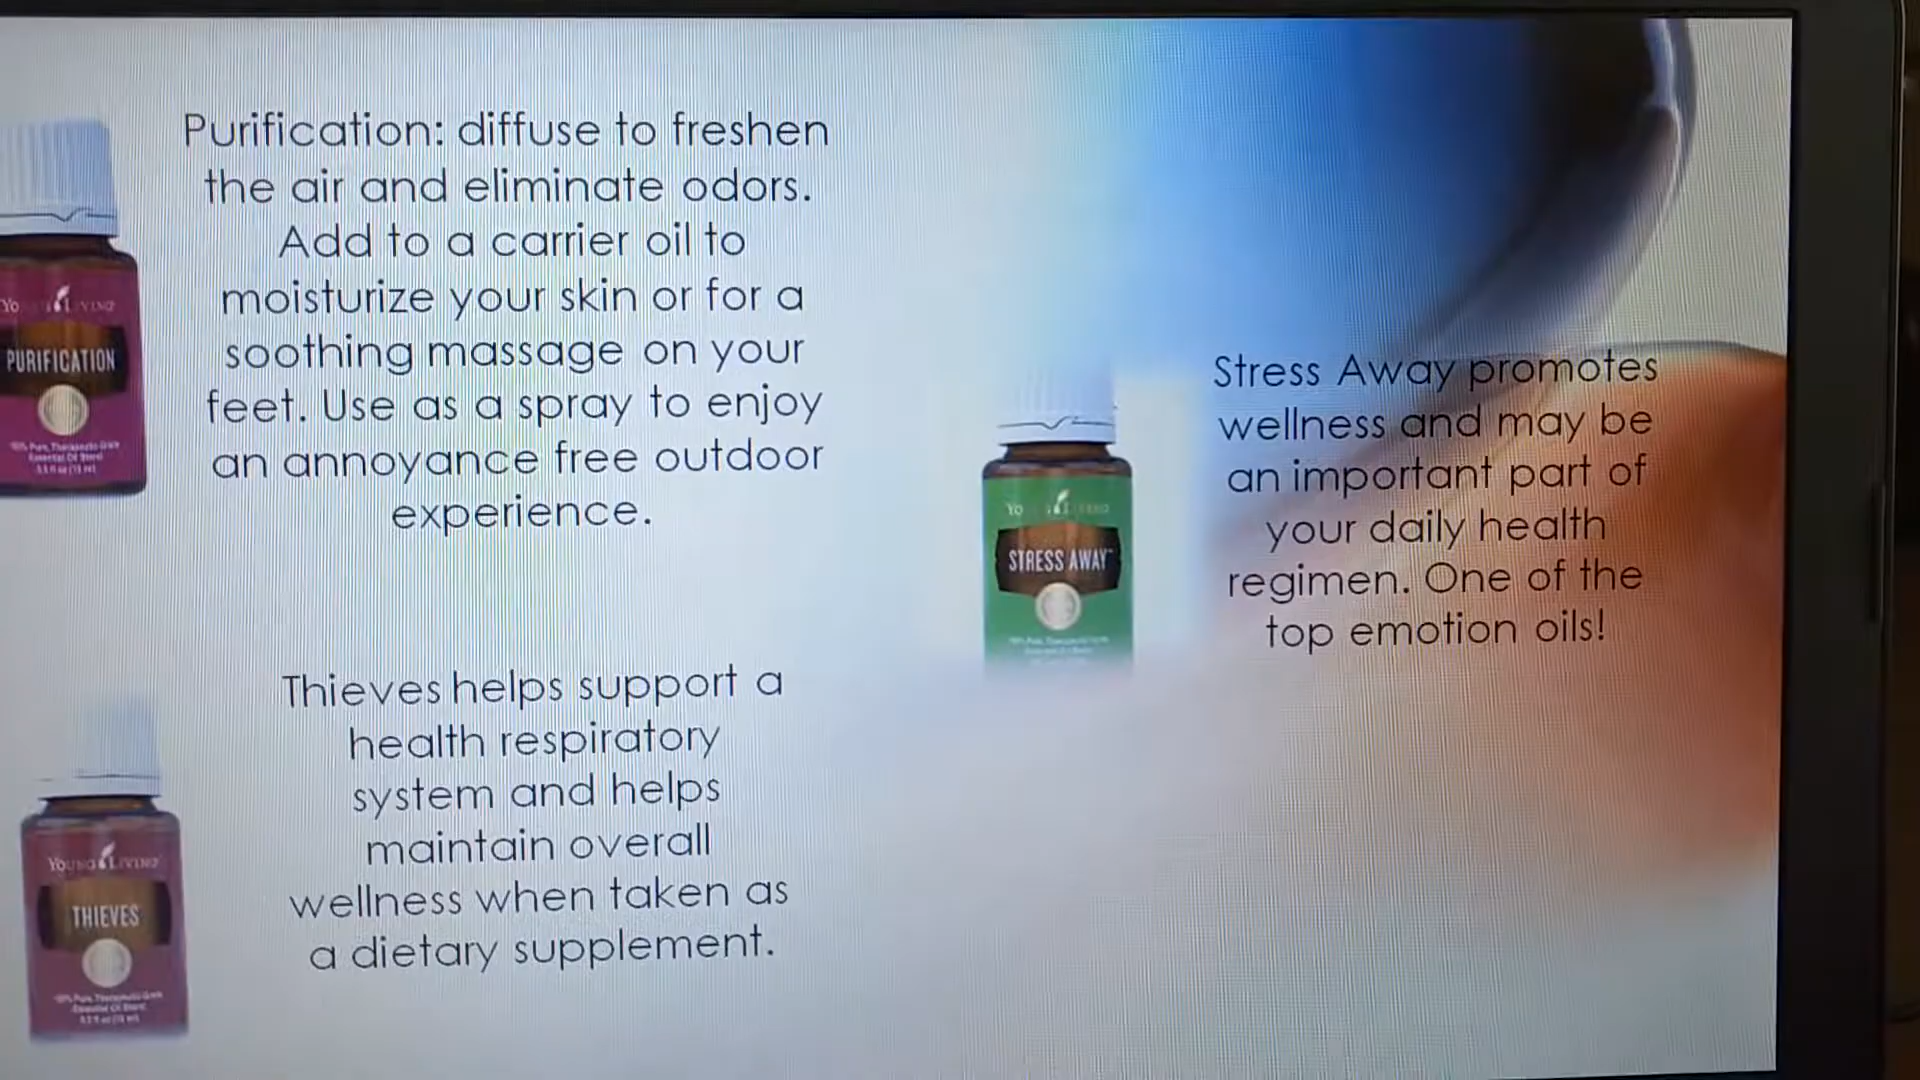 Purification: diffuse to freshen
the air and eliminate odors.
Add to a carrier oil to
moisturize your skin or for a
soothing massage on your
feet. Use as a spray to enjoy
an annoyance free outdoor
experience.
PURIFICATION
Stress Away promotes
wellness and may be
an important part of
your daily health
regimen. One of the
top emotion oils!
STRESS AWAY
Thieves helps support a
health respiratory
system and helps
maintain overall
wellness when taken as
a dietary supplement.
YOUNG LIVING
THIEVES